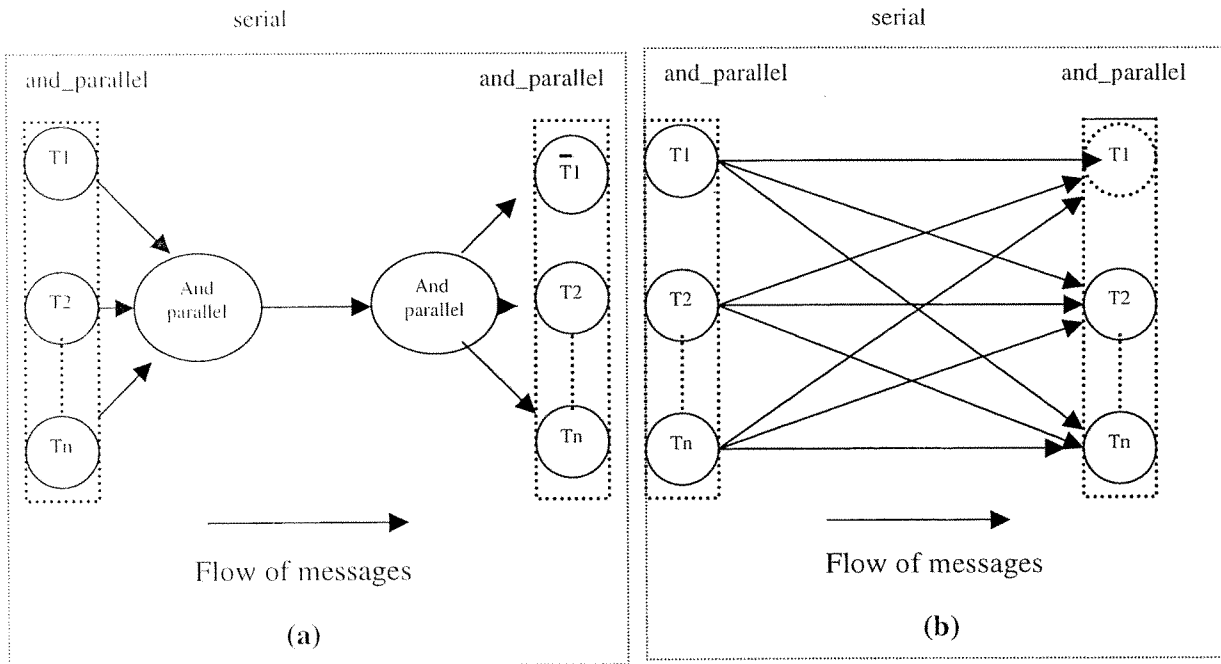 serial
and_parallel
and_parallel
T1
T2
Tn
And
parallel
And
parallel
T1
T2
Tn
Flow of messages
(a)
serial
and_parallel
and_parallel
T1
T2
Tn
T1
T2
Tn
Flow of messages
(b)